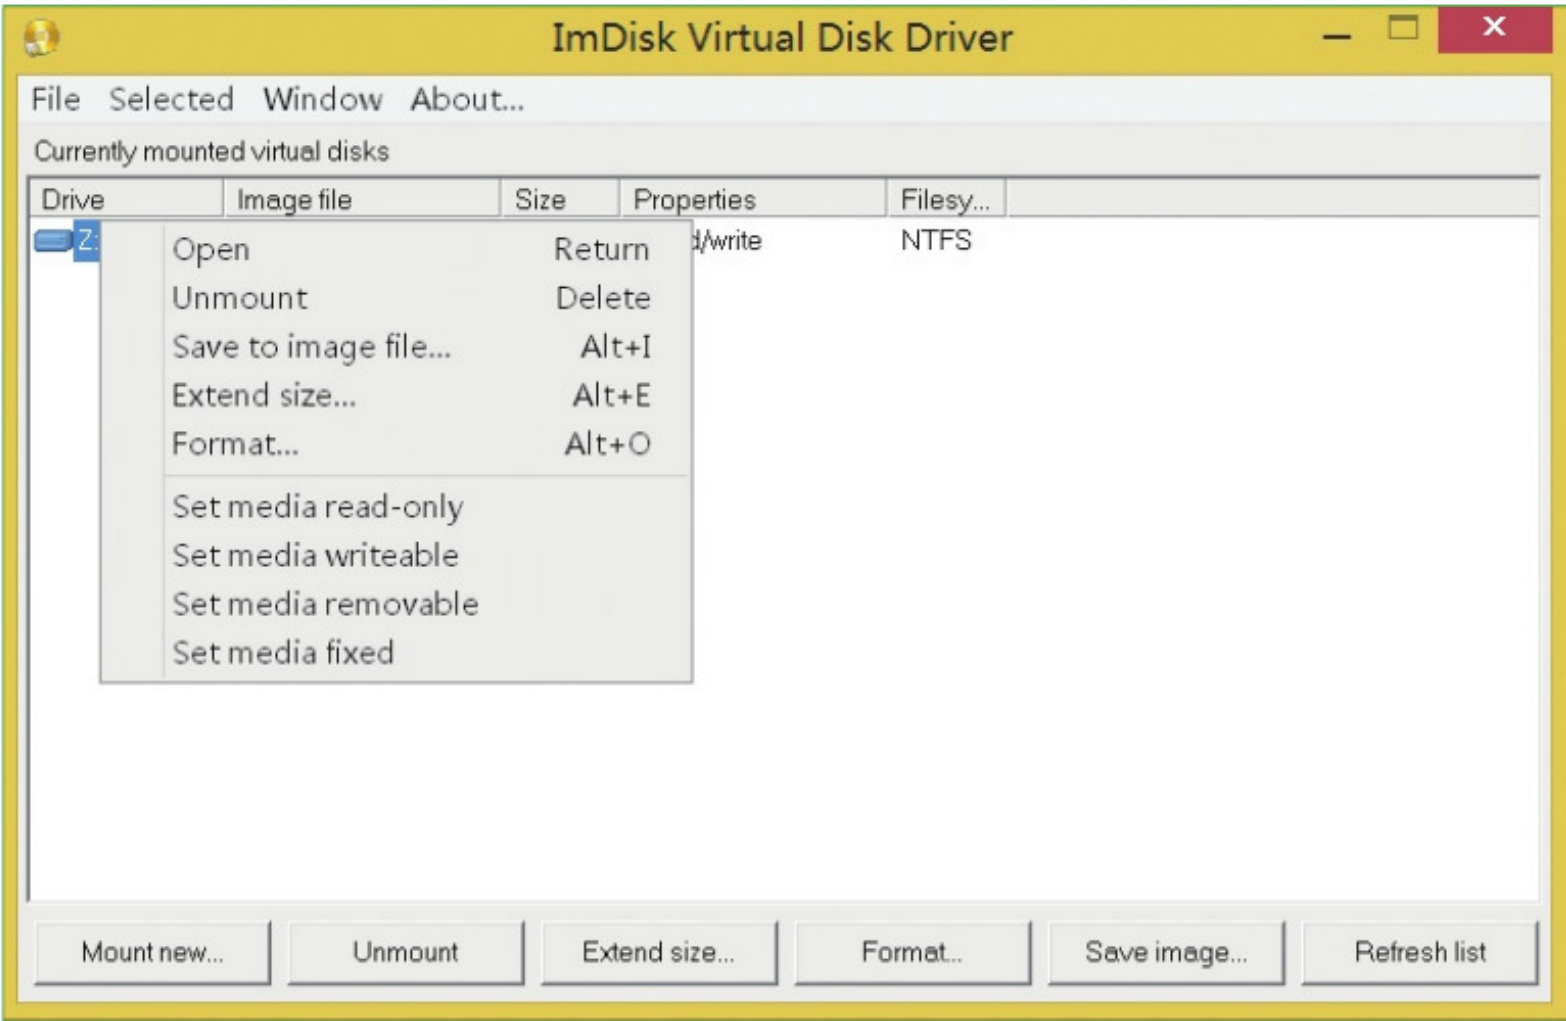 ImDisk Virtual Disk Driver
File Selected Window About...
Currently mounted virtual disks
Drive Image file Size Properties Filesy...
Z: d/write NTFS
Open Return
Unmount Delete
Save to image file... Alt+I
Extend size... Alt+E
Format... Alt+O
Set media read-only
Set media writeable
Set media removable
Set media fixed
Mount new... Unmount Extend size... Format... Save image... Refresh list